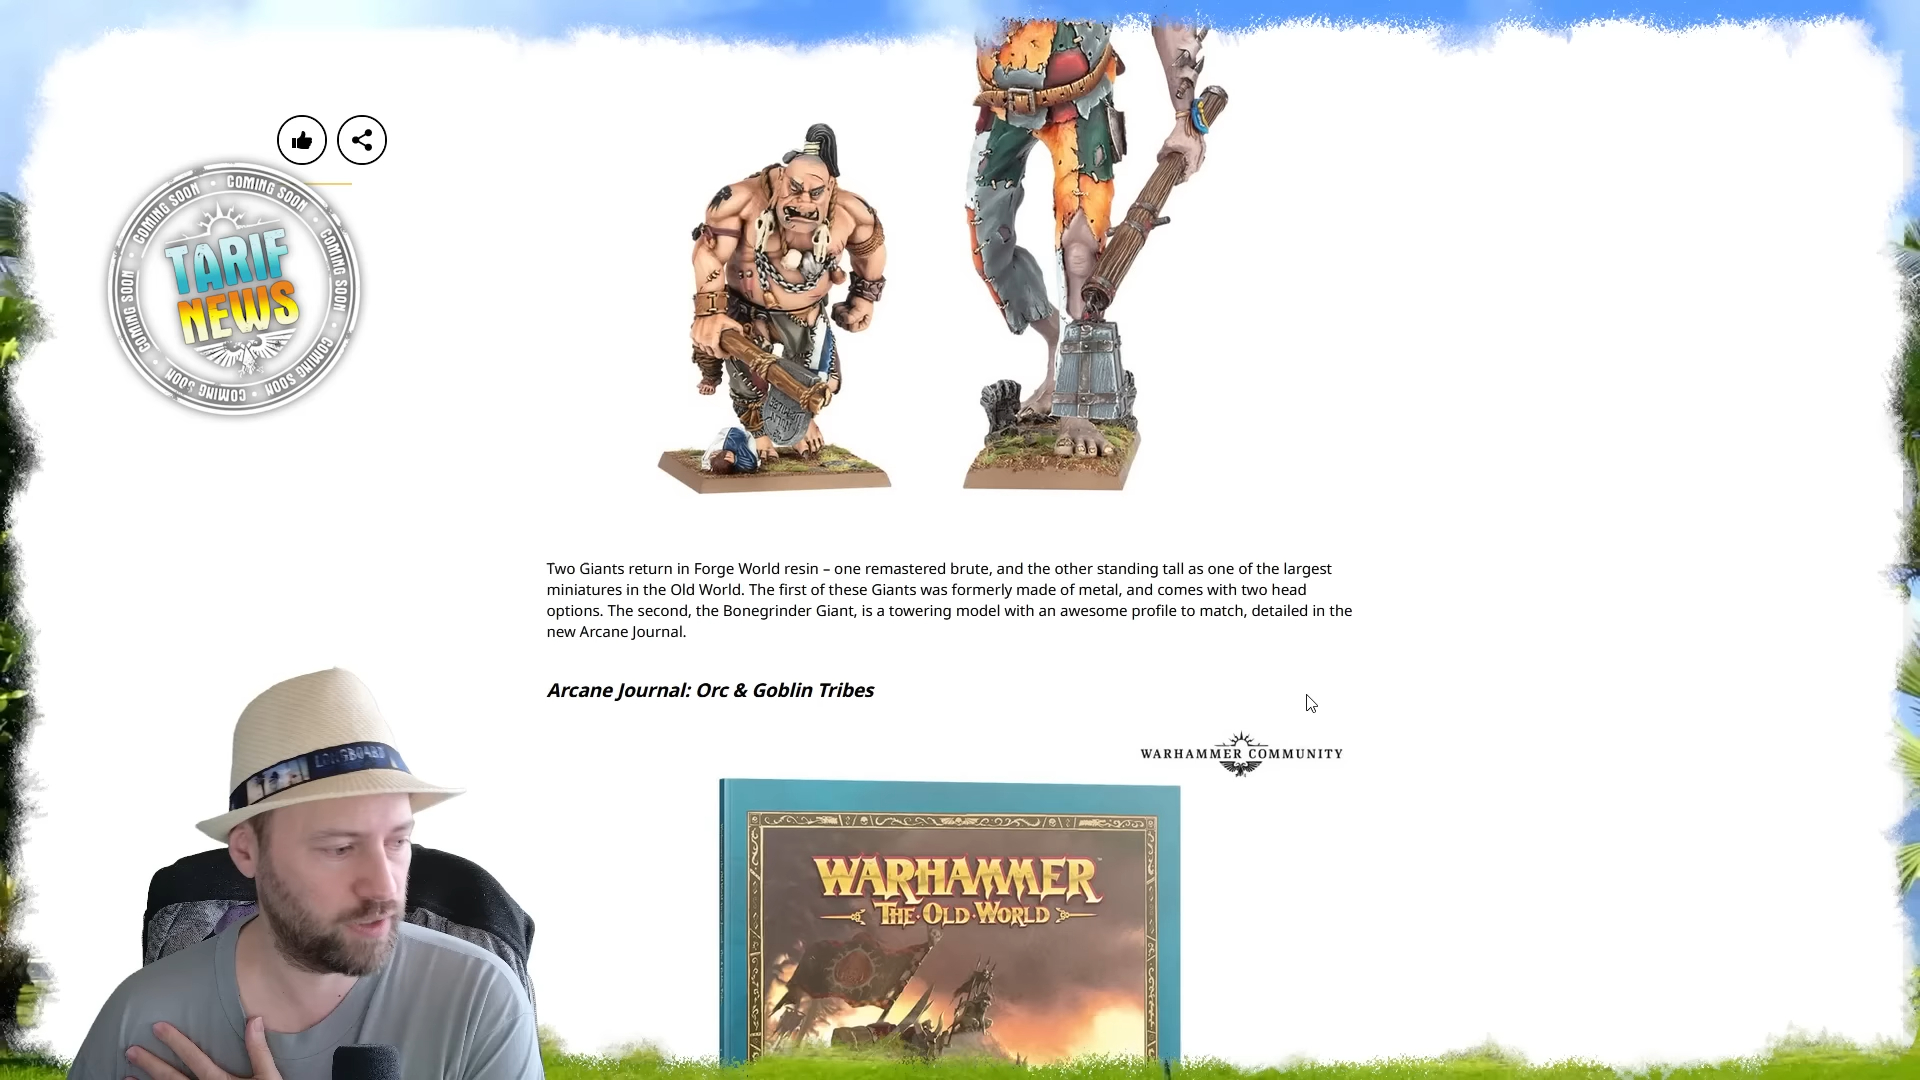 COMING SOON • COMING SOON • COMING SOON • COMING SOON • COMING SOON • COMING SOON
TARIF
NEWS
Two Giants return in Forge World resin – one remastered brute, and the other standing tall as one of the largest
miniatures in the Old World. The first of these Giants was formerly made of metal, and comes with two head
options. The second, the Bonegrinder Giant, is a towering model with an awesome profile to match, detailed in the
new Arcane Journal.
Arcane Journal: Orc & Goblin Tribes
WARHAMMER COMMUNITY
LONGBOARD
WARHAMMER
THE OLD WORLD